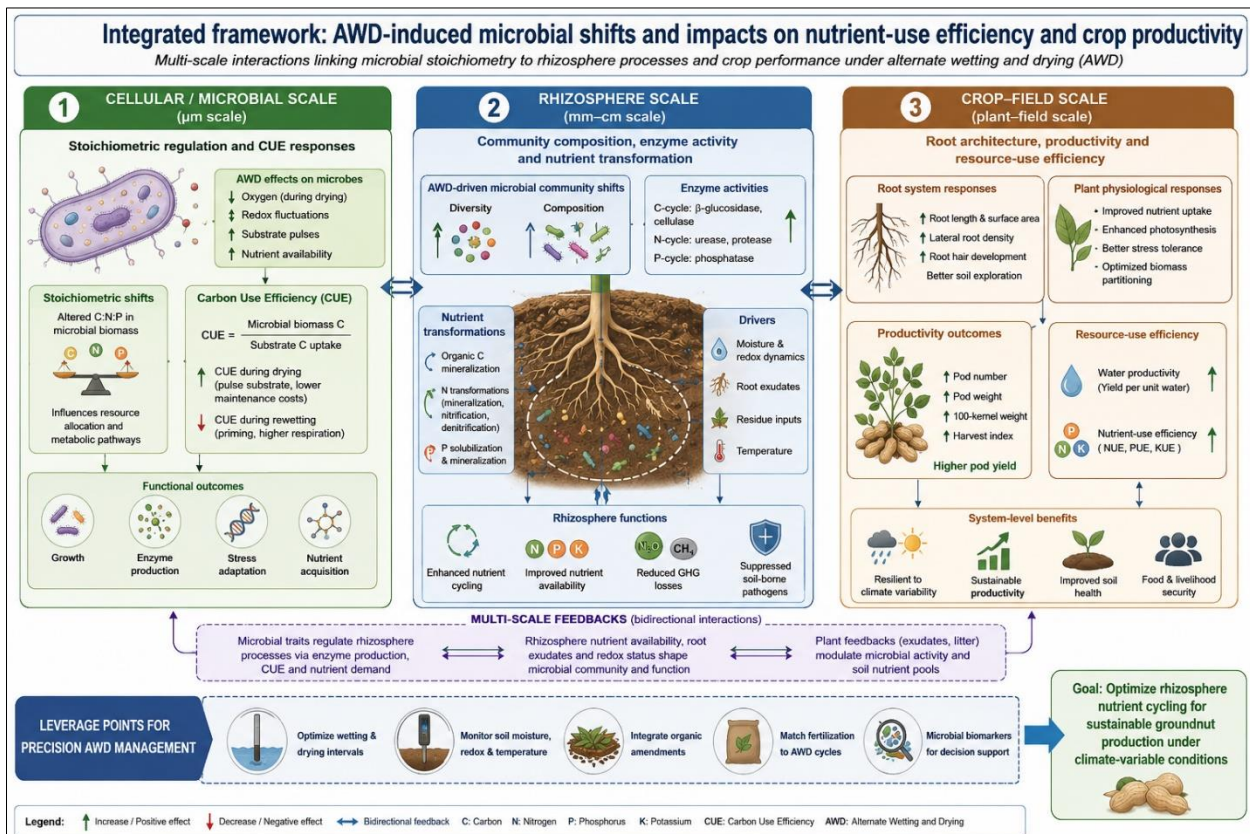 Integrated framework: AWD-induced microbial shifts and impacts on nutrient-use efficiency and crop productivity
Multi-scale interactions linking microbial stoichiometry to rhizosphere processes and crop performance under alternate wetting and drying (AWD)
1
CELLULAR / MICROBIAL SCALE
(µm scale)
Stoichiometric regulation and CUE responses
AWD effects on microbes
Oxygen (during drying)
Redox fluctuations
Substrate pulses
Nutrient availability
Stoichiometric shifts
Altered C:N:P in
microbial biomass
C N P
Influences resource
allocation and
metabolic pathways
Carbon Use Efficiency (CUE)
CUE =
Microbial biomass C
Substrate C uptake
CUE during drying
(pulse substrate, lower
maintenance costs)
CUE during rewetting
(priming, higher respiration)
Functional outcomes
Growth
Enzyme
production
Stress
adaptation
Nutrient
acquisition
2
RHIZOSPHERE SCALE
(mm–cm scale)
Community composition, enzyme activity
and nutrient transformation
AWD-driven microbial community shifts
Diversity
Composition
Enzyme activities
C-cycle: β-glucosidase,
cellulase
N-cycle: urease, protease
P-cycle: phosphatase
Nutrient
transformations
Organic C
mineralization
N transformations
(mineralization,
nitrification,
denitrification)
P
P solubilization
& mineralization
Drivers
Moisture
& redox dynamics
Root exudates
Residue inputs
Temperature
Rhizosphere functions
Enhanced nutrient
cycling
N P K
Improved nutrient
availability
N₂O CH₄
Reduced GHG
losses
Suppressed
soil-borne
pathogens
3
CROP–FIELD SCALE
(plant–field scale)
Root architecture, productivity and
resource-use efficiency
Root system responses
Root length & surface area
Lateral root density
Root hair development
Better soil exploration
Plant physiological responses
• Improved nutrient uptake
• Enhanced photosynthesis
• Better stress tolerance
• Optimized biomass
partitioning
Productivity outcomes
Pod number
Pod weight
100-kernel weight
Harvest index
Higher pod yield
Resource-use efficiency
Water productivity
(Yield per unit water)
P
N K
Nutrient-use efficiency
( NUE, PUE, KUE )
System-level benefits
Resilient to
climate variability
Sustainable
productivity
Improved soil
health
Food & livelihood
security
MULTI-SCALE FEEDBACKS (bidirectional interactions)
Microbial traits regulate rhizosphere
processes via enzyme production,
CUE and nutrient demand
Rhizosphere nutrient availability, root
exudates and redox status shape
microbial community and function
Plant feedbacks (exudates, litter)
modulate microbial activity and
soil nutrient pools
LEVERAGE POINTS FOR
PRECISION AWD MANAGEMENT
Optimize wetting &
drying intervals
Monitor soil moisture,
redox & temperature
Integrate organic
amendments
Match fertilization
to AWD cycles
Microbial biomarkers
for decision support
Goal: Optimize rhizosphere
nutrient cycling for
sustainable groundnut
production under
climate-variable conditions
Legend: Increase / Positive effect Decrease / Negative effect Bidirectional feedback C: Carbon N: Nitrogen P: Phosphorus K: Potassium CUE: Carbon Use Efficiency AWD: Alternate Wetting and Drying